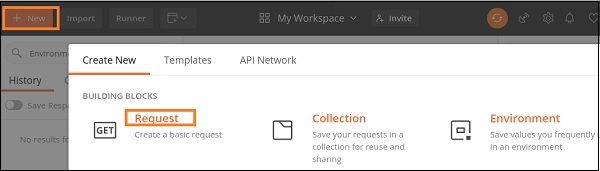 + New Import Runner My Workspace Invite
Environm
Create New Templates API Network
History
BUILDING BLOCKS
Save Respo
Request Collection Environment
GET Create a basic request Save your requests in a Save values you frequently
collection for reuse and in an environment
No results fo
sharing